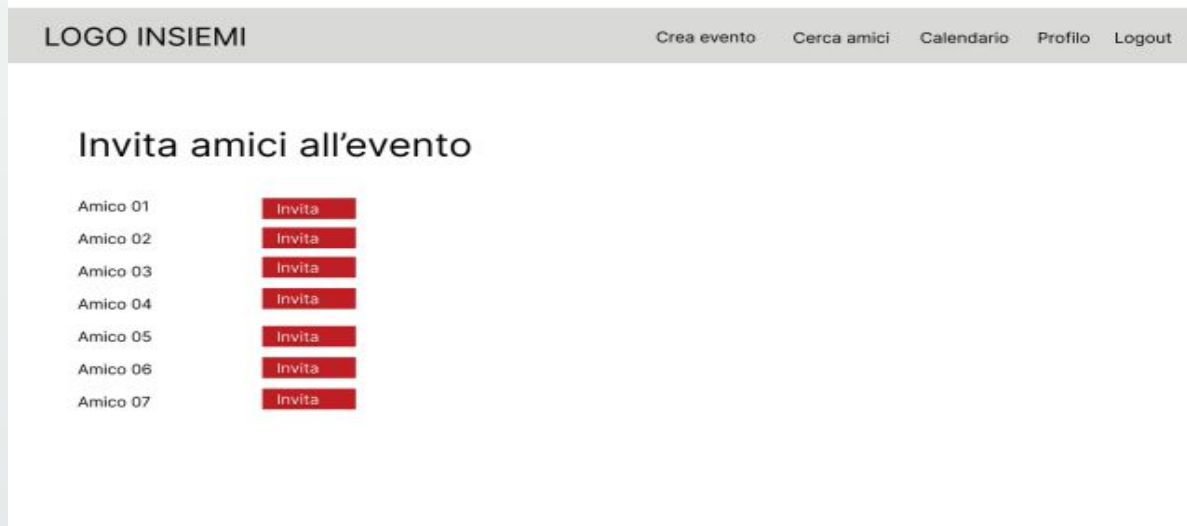 LOGO INSIEMI
Crea evento Cerca amici Calendario Profilo Logout
Invita amici all'evento
Amico 01 Invita
Amico 02 Invita
Amico 03 Invita
Amico 04 Invita
Amico 05 Invita
Amico 06 Invita
Amico 07 Invita